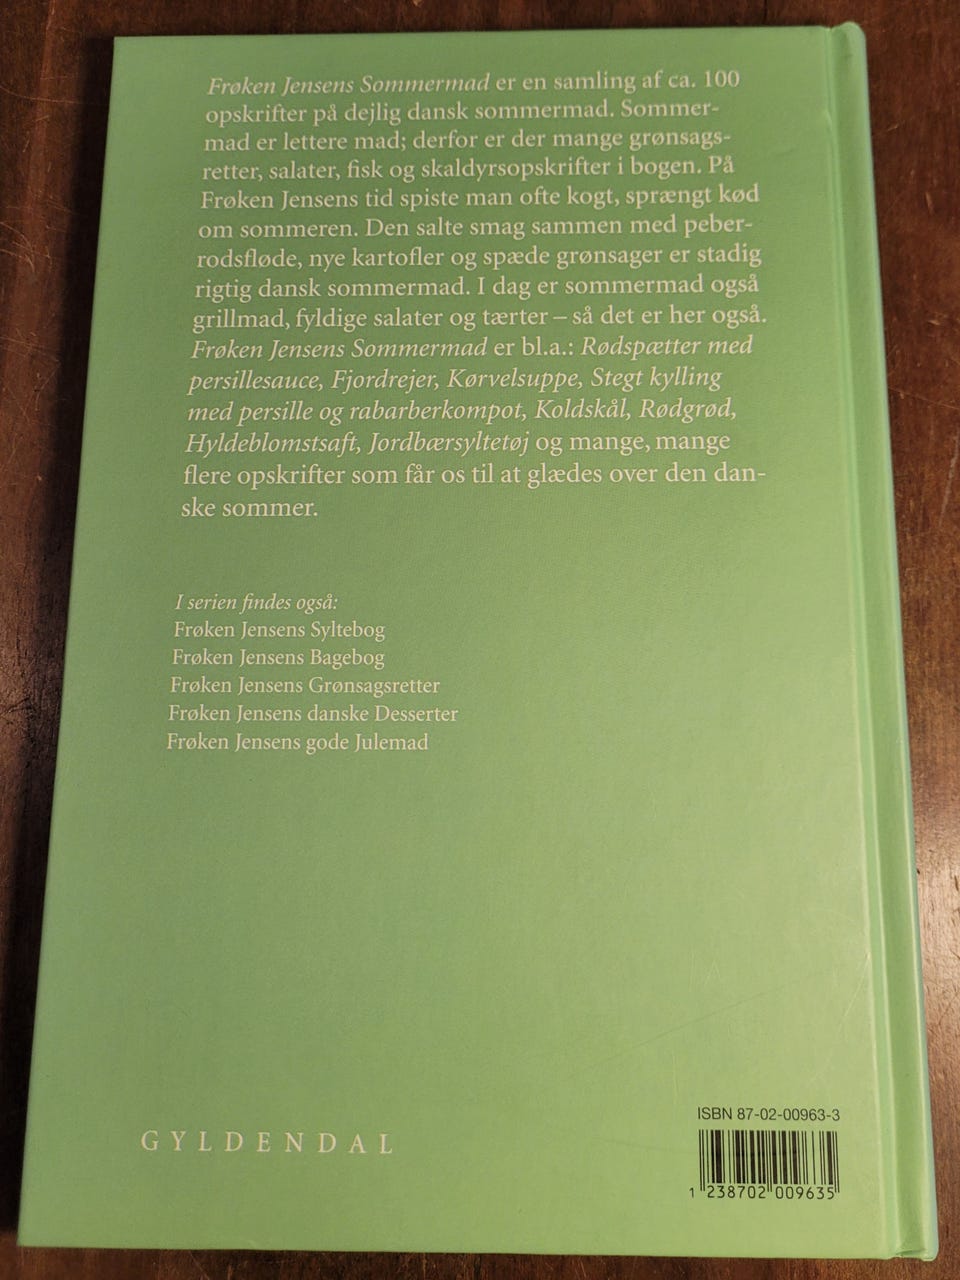 Frøken Jensens Sommermad er en samling af ca. 100
opskrifter på dejlig dansk sommermad. Sommer-
mad er lettere mad; derfor er der mange grønsags-
retter, salater, fisk og skaldyrsopskrifter i bogen. På
Frøken Jensens tid spiste man ofte kogt, sprængt kød
om sommeren. Den salte smag sammen med peber-
rodsfløde, nye kartofler og spæde grønsager er stadig
rigtig dansk sommermad. I dag er sommermad også
grillmad, fyldige salater og tærter – så det er her også.
Frøken Jensens Sommermad er bl.a.: Rødspætter med
persillesauce, Fjordrejer, Kørvelsuppe, Stegt kylling
med persille og rabarberkompot, Koldskål, Rødgrød,
Hyldeblomstsaft, Jordbærsyltetøj og mange, mange
flere opskrifter som får os til at glædes over den dan-
ske sommer.
I serien findes også:
Frøken Jensens Syltebog
Frøken Jensens Bagebog
Frøken Jensens Grønsagsretter
Frøken Jensens danske Desserter
Frøken Jensens gode Julemad
GYLDENDAL
ISBN 87-02-00963-3
1 238702 009635